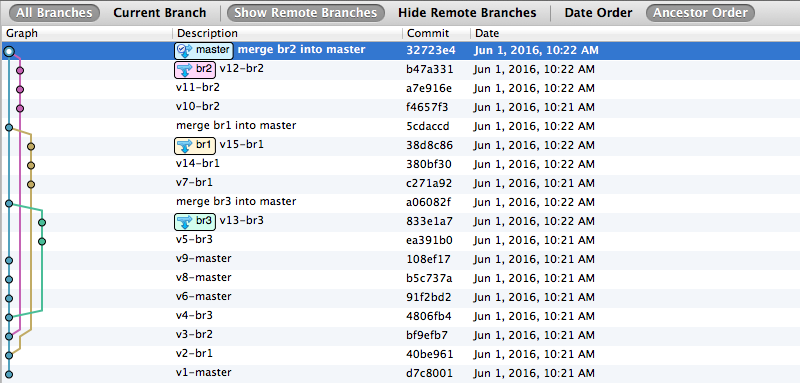 All Branches Current Branch Show Remote Branches Hide Remote Branches Date Order Ancestor Order
Graph Description Commit Date
master merge br2 into master 32723e4 Jun 1, 2016, 10:22 AM
br2 v12-br2 b47a331 Jun 1, 2016, 10:22 AM
v11-br2 a7e916e Jun 1, 2016, 10:22 AM
v10-br2 f4657f3 Jun 1, 2016, 10:22 AM
merge br1 into master 5cdaccd Jun 1, 2016, 10:22 AM
br1 v15-br1 38d8c86 Jun 1, 2016, 10:22 AM
v14-br1 380bf30 Jun 1, 2016, 10:22 AM
v7-br1 c271a92 Jun 1, 2016, 10:21 AM
merge br3 into master a06082f Jun 1, 2016, 10:22 AM
br3 v13-br3 833e1a7 Jun 1, 2016, 10:22 AM
v5-br3 ea391b0 Jun 1, 2016, 10:21 AM
v9-master 108ef17 Jun 1, 2016, 10:21 AM
v8-master b5c737a Jun 1, 2016, 10:21 AM
v6-master 91f2bd2 Jun 1, 2016, 10:21 AM
v4-br3 4806fb4 Jun 1, 2016, 10:21 AM
v3-br2 bf9efb7 Jun 1, 2016, 10:21 AM
v2-br1 40be961 Jun 1, 2016, 10:21 AM
v1-master d7c8001 Jun 1, 2016, 10:21 AM